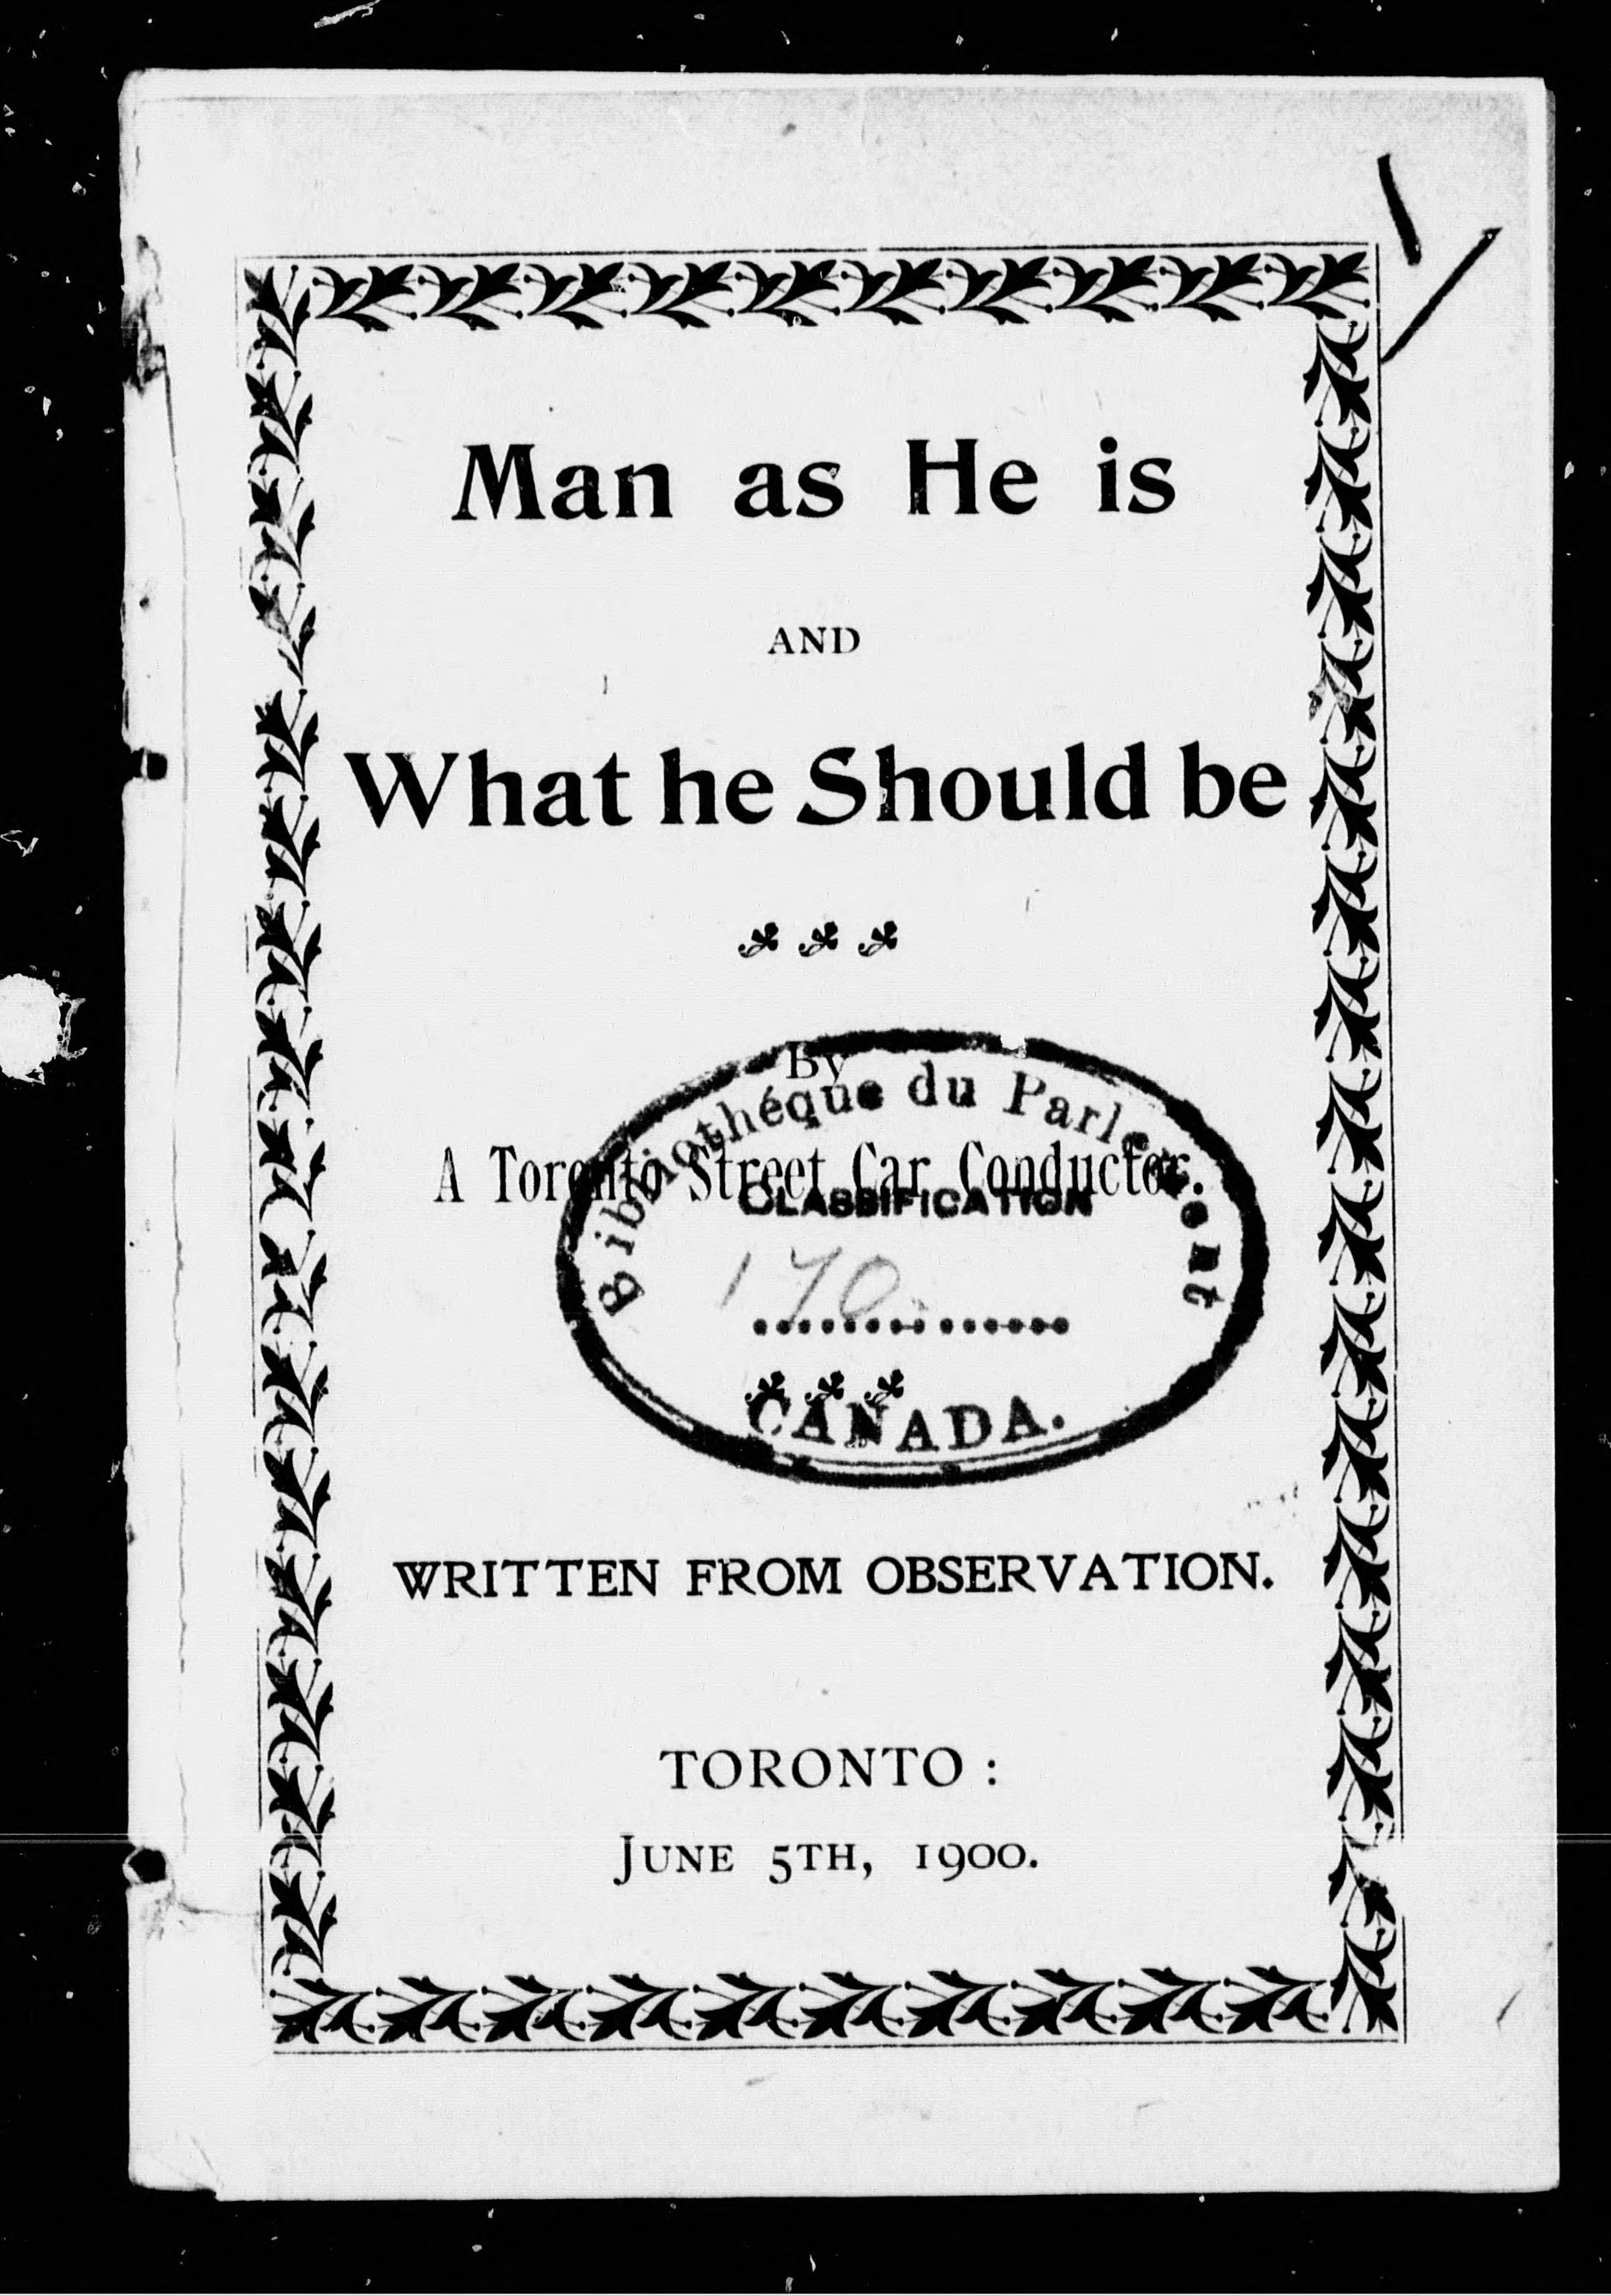 Man as He is
AND
What he Should be
By
A Toronto Street Car Conductor.
Bibliothéque du Parlement
CLASSIFICATION
170
CANADA.
WRITTEN FROM OBSERVATION.
TORONTO :
JUNE 5TH, 1900.